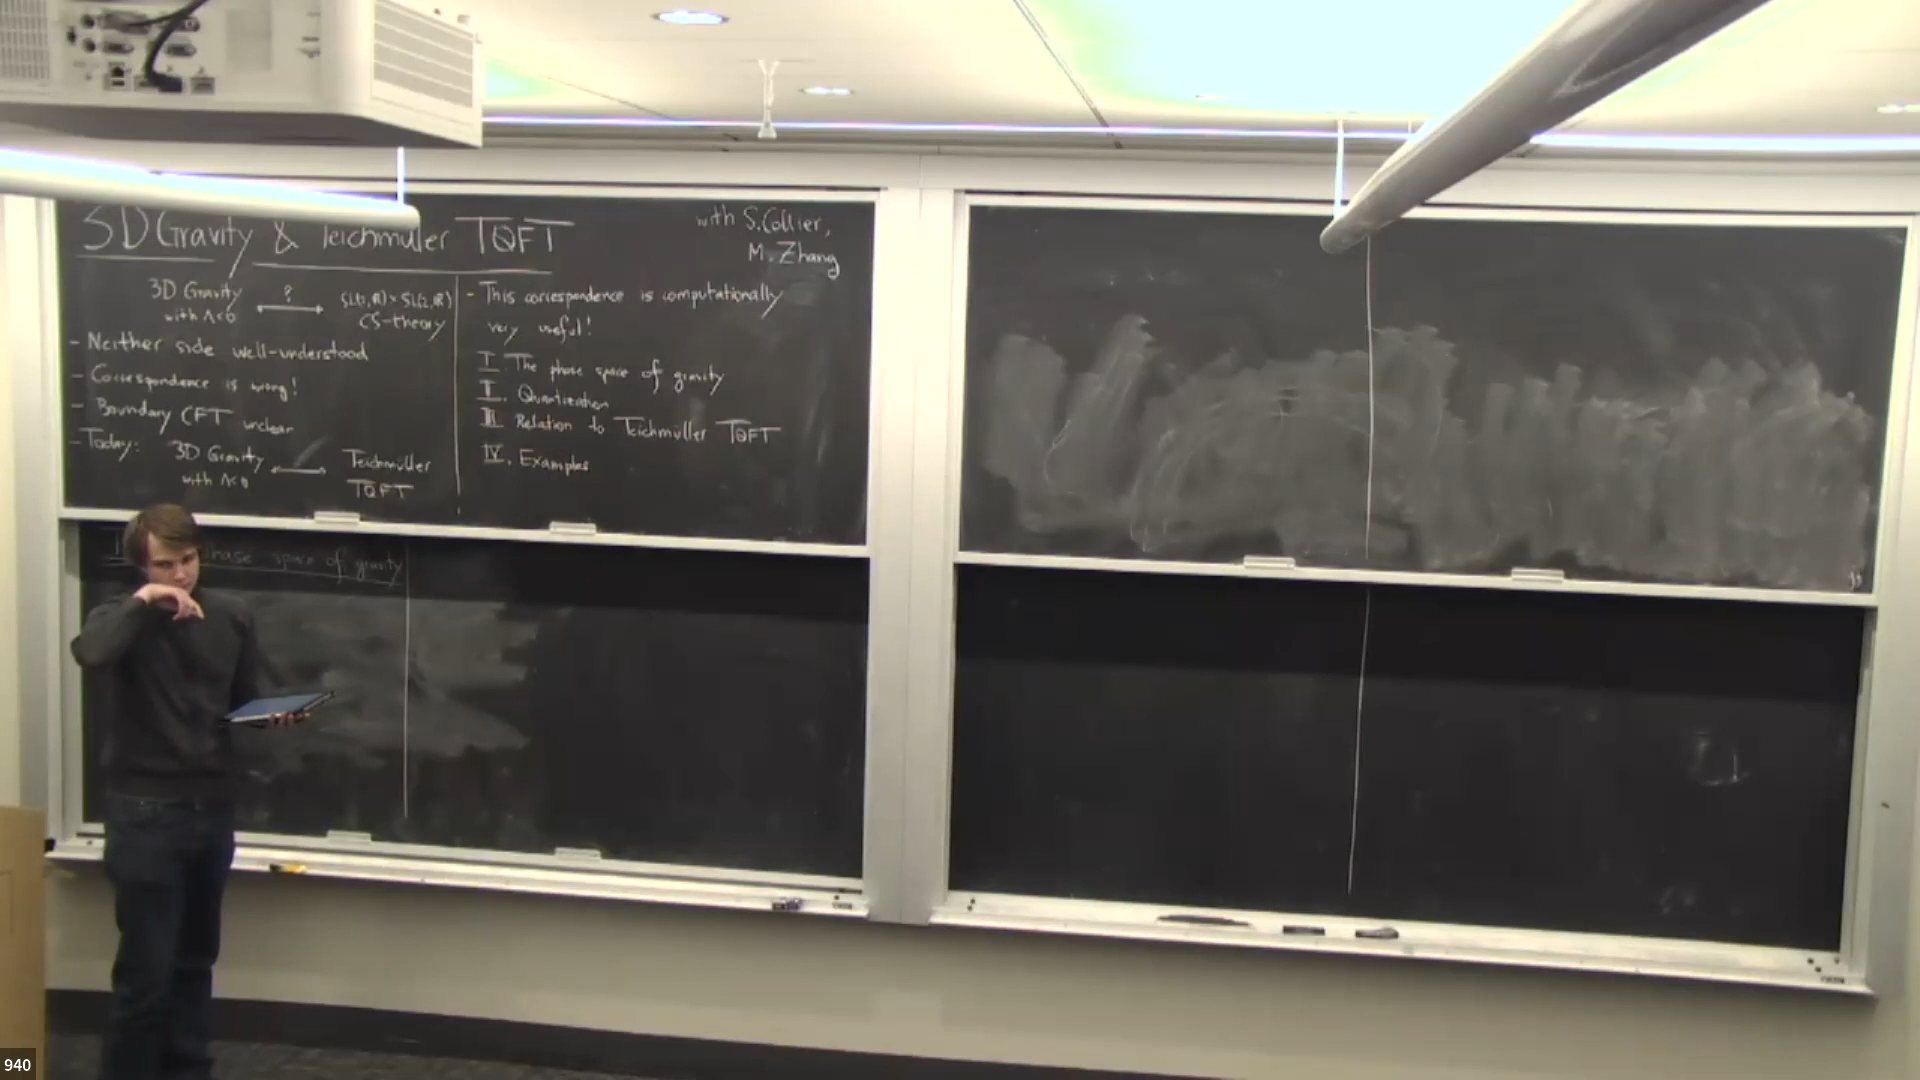 3D Gravity & Teichmüller TQFT
with S. Collier,
M. Zhang
3D Gravity
with Λ<0
?
SL(2,R) × SL(2,R)
CS-theory
- Neither side well-understood
- Correspondence is wrong!
- Boundary CFT unclear
- Today: 3D Gravity
with Λ<0
Teichmüller
TQFT
- This correspondence is computationally
very useful!
I. The phase space of gravity
II. Quantization
III. Relation to Teichmüller TQFT
IV. Examples
phase space of gravity
940